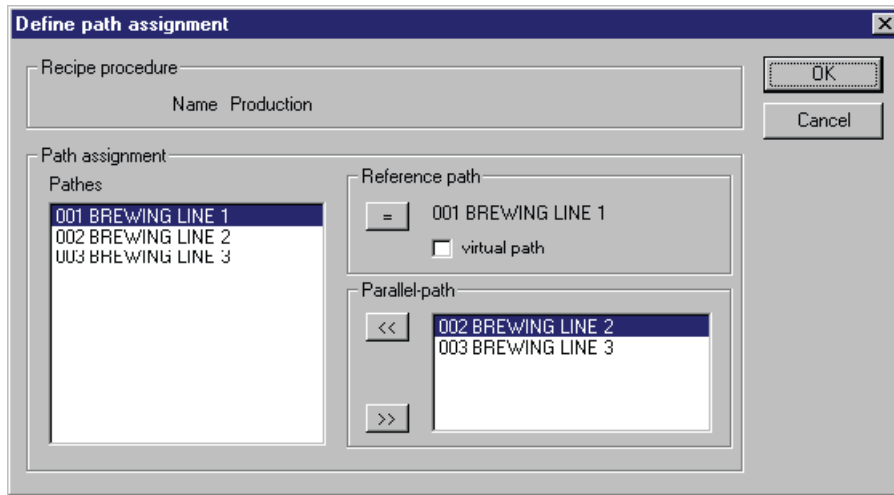 Define path assignment
Recipe procedure
Name Production
OK
Cancel
Path assignment
Pathes
001 BREWING LINE 1
002 BREWING LINE 2
003 BREWING LINE 3
Reference path
= 001 BREWING LINE 1
virtual path
Parallel-path
<<
002 BREWING LINE 2
003 BREWING LINE 3
>>